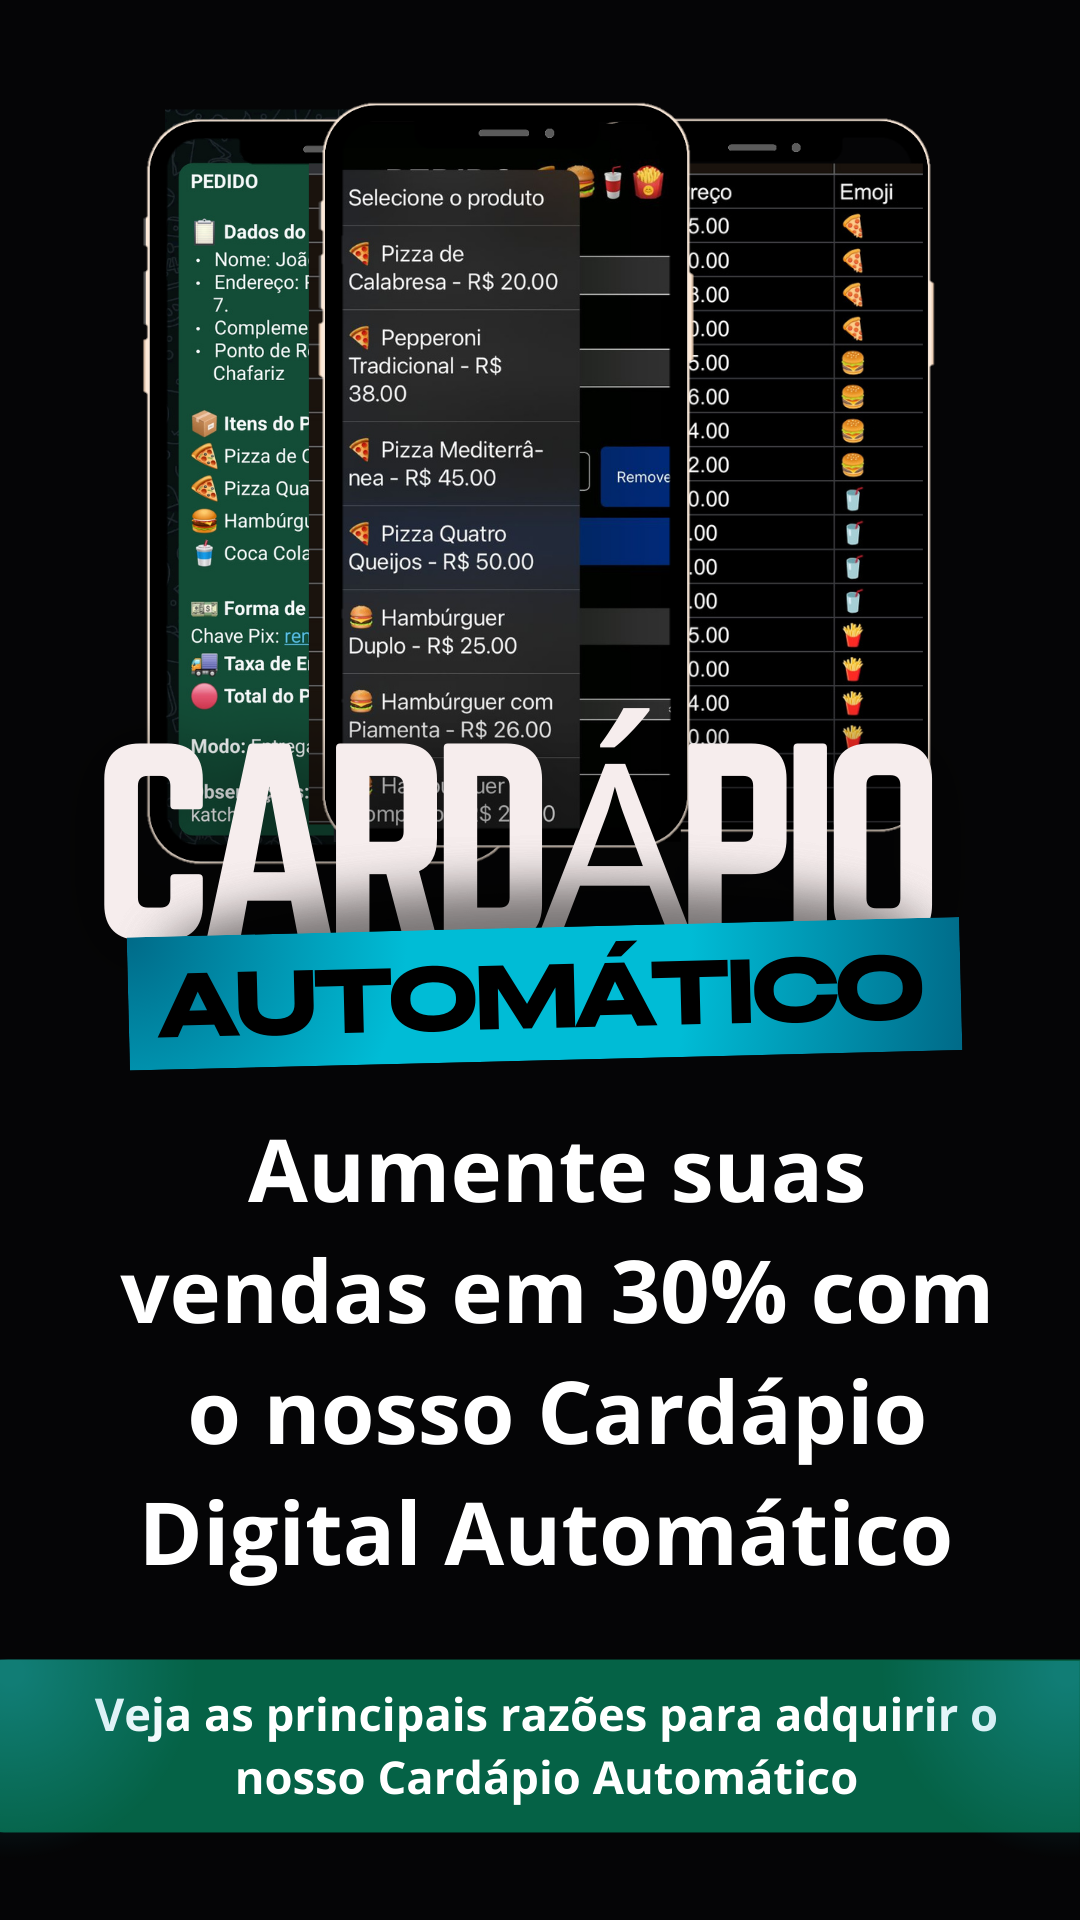 PEDIDO
📋 Dados do
• Nome: Joã
• Endereço:
7.
• Compleme
• Ponto de R
Chafariz
📦 Itens do P
🍕 Pizza de
🍕 Pizza Qua
🍔 Hambúrgu
🥤 Coca Cola
💵 Forma de
Chave Pix: ren
🚚 Taxa de E
🔴 Total do P
Modo: Entrega
katch
Selecione o produto
🍕 Pizza de
Calabresa - R$ 20.00
🍕 Pepperoni
Tradicional - R$
38.00
🍕 Pizza Mediterrâ-
nea - R$ 45.00
🍕 Pizza Quatro
Queijos - R$ 50.00
🍔 Hambúrguer
Duplo - R$ 25.00
🍔 Hambúrguer com
Piamenta - R$ 26.00
Remove
reço Emoji
5.00 🍕
0.00 🍕
8.00 🍕
0.00 🍕
5.00 🍔
6.00 🍔
4.00 🍔
2.00 🍔
0.00 🥤
.00 🥤
.00 🥤
.00 🥤
5.00 🍟
0.00 🍟
4.00 🍟
0.00 🍟
CARDÁPIO
AUTOMÁTICO
Aumente suas
vendas em 30% com
o nosso Cardápio
Digital Automático
Veja as principais razões para adquirir o
nosso Cardápio Automático